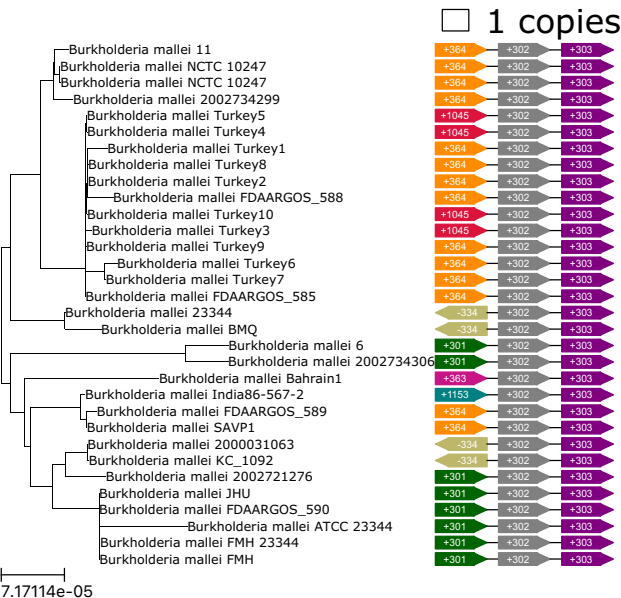 1 copies
Burkholderia mallei 11 +364 +302 +303
Burkholderia mallei NCTC 10247 +364 +302 +303
Burkholderia mallei NCTC 10247 +364 +302 +303
Burkholderia mallei 2002734299 +364 +302 +303
Burkholderia mallei Turkey5 +1045 +302 +303
Burkholderia mallei Turkey4 +1045 +302 +303
Burkholderia mallei Turkey1 +364 +302 +303
Burkholderia mallei Turkey8 +364 +302 +303
Burkholderia mallei Turkey2 +364 +302 +303
Burkholderia mallei FDAARGOS_588 +364 +302 +303
Burkholderia mallei Turkey10 +1045 +302 +303
Burkholderia mallei Turkey3 +1045 +302 +303
Burkholderia mallei Turkey9 +364 +302 +303
Burkholderia mallei Turkey6 +364 +302 +303
Burkholderia mallei Turkey7 +364 +302 +303
Burkholderia mallei FDAARGOS_585 +364 +302 +303
Burkholderia mallei 23344 -334 +302 +303
Burkholderia mallei BMQ -334 +302 +303
Burkholderia mallei 6 +301 +302 +303
Burkholderia mallei 2002734306 +301 +302 +303
Burkholderia mallei Bahrain1 +363 +302 +303
Burkholderia mallei India86-567-2 +1153 +302 +303
Burkholderia mallei FDAARGOS_589 +364 +302 +303
Burkholderia mallei SAVP1 +364 +302 +303
Burkholderia mallei 2000031063 -334 +302 +303
Burkholderia mallei KC_1092 -334 +302 +303
Burkholderia mallei 2002721276 +301 +302 +303
Burkholderia mallei JHU +301 +302 +303
Burkholderia mallei FDAARGOS_590 +301 +302 +303
Burkholderia mallei ATCC 23344 +301 +302 +303
Burkholderia mallei FMH 23344 +301 +302 +303
Burkholderia mallei FMH +301 +302 +303
7.17114e-05